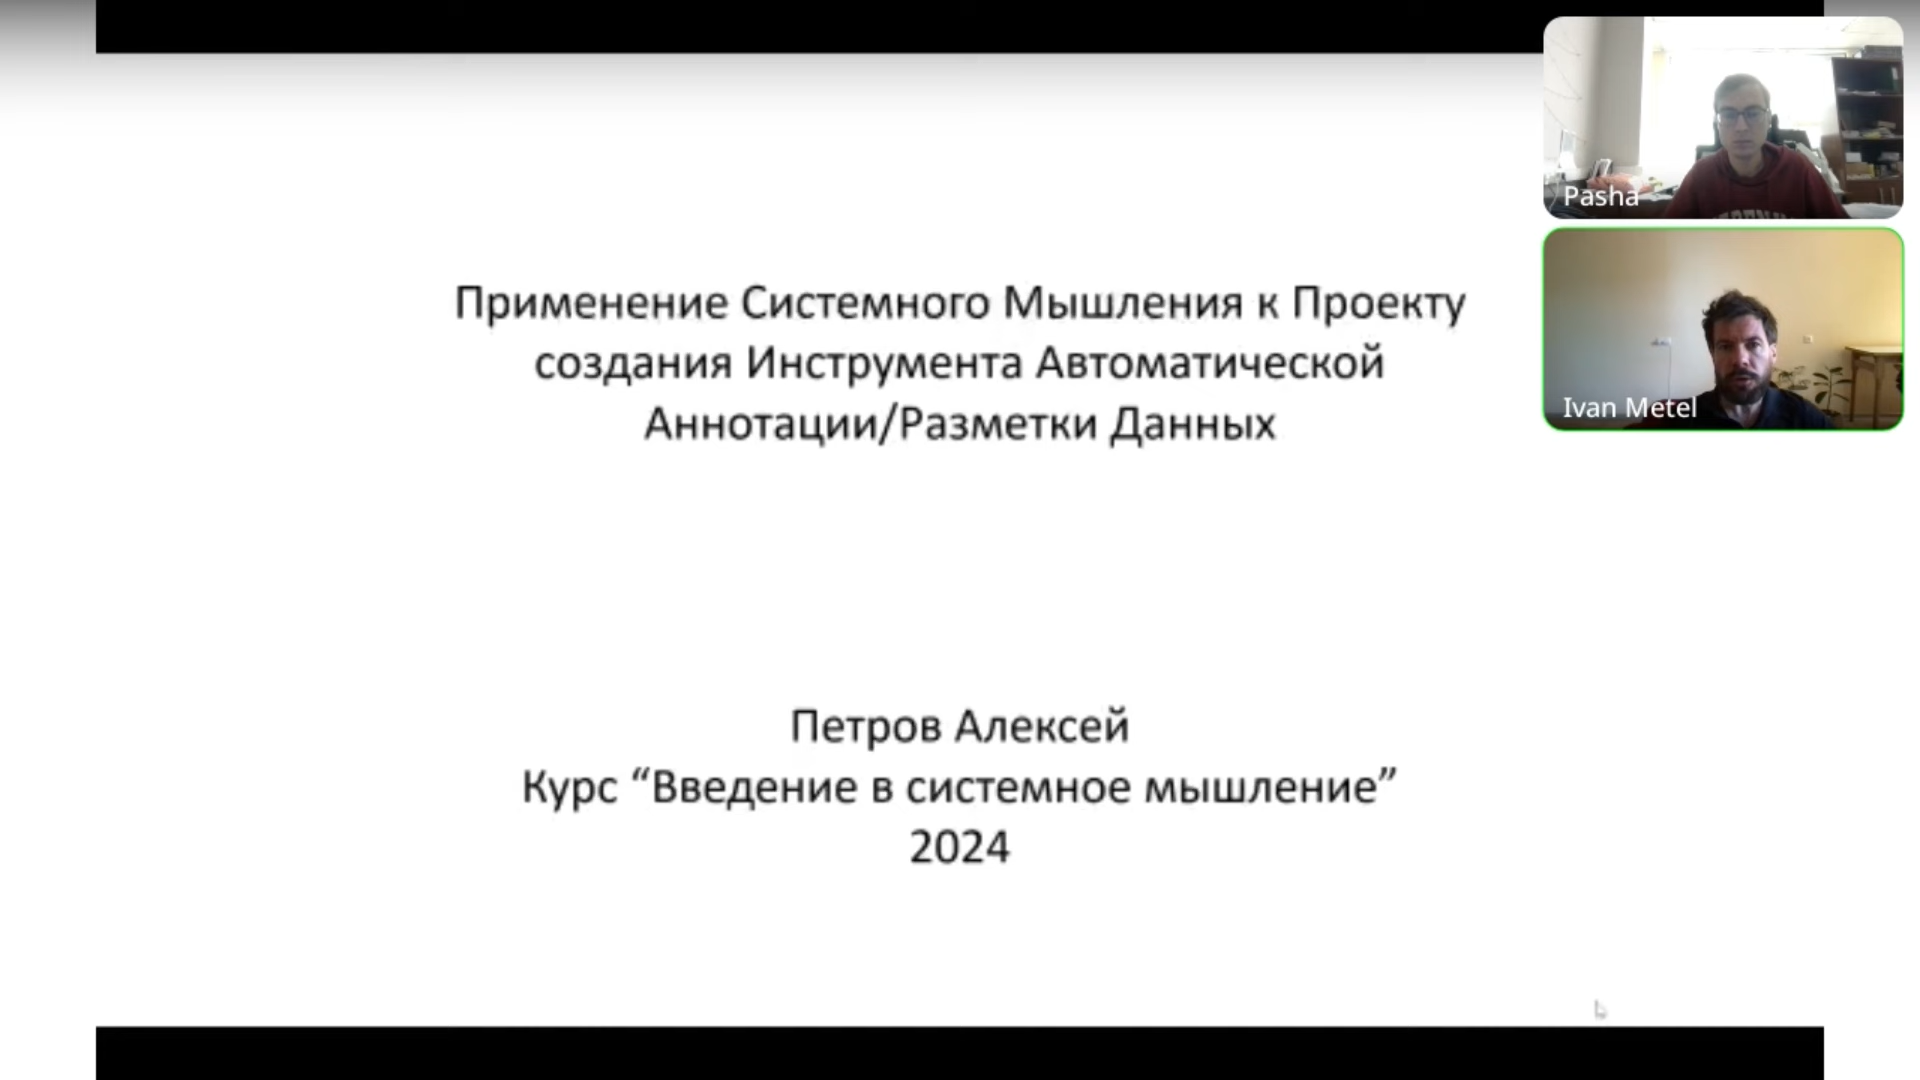 Применение Системного Мышления к Проекту
создания Инструмента Автоматической
Аннотации/Разметки Данных
Петров Алексей
Курс “Введение в системное мышление”
2024
Pasha
Ivan Metel